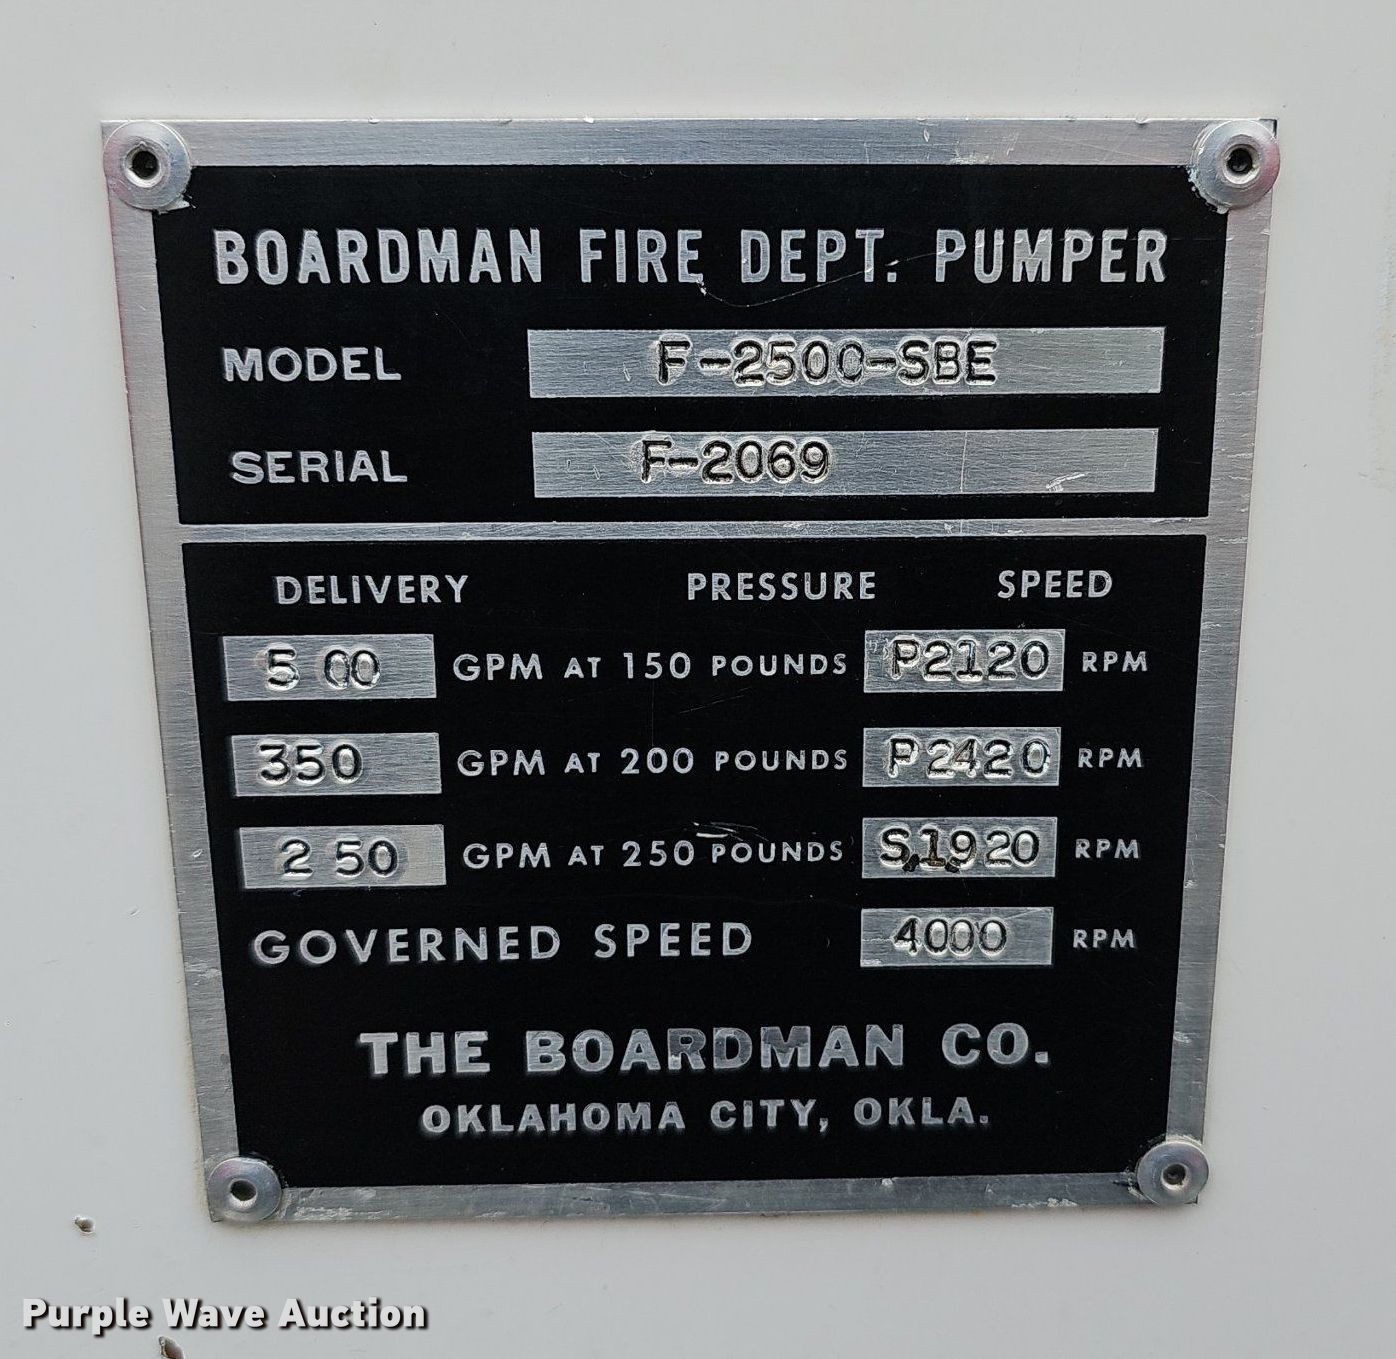 BOARDMAN FIRE DEPT. PUMPER
MODEL F-2500-SBE
SERIAL F-2069
DELIVERY PRESSURE SPEED
500 GPM AT 150 POUNDS P2120 RPM
350 GPM AT 200 POUNDS P2420 RPM
250 GPM AT 250 POUNDS S1920 RPM
GOVERNED SPEED 4000 RPM
THE BOARDMAN CO.
OKLAHOMA CITY, OKLA.
Purple Wave Auction